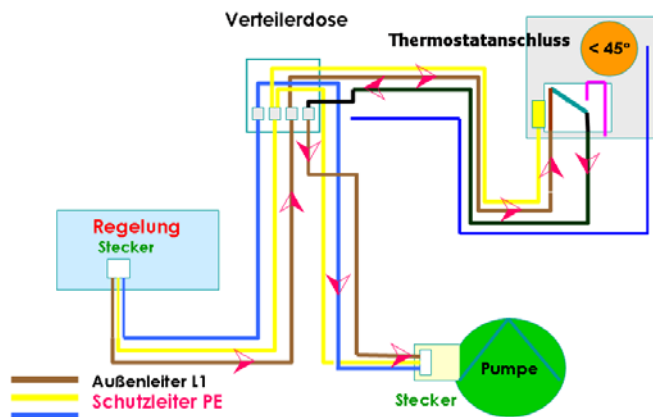 Verteilerdose
Thermostatanschluss
< 45°
Regelung
Stecker
Außenleiter L1
Schutzleiter PE
Stecker
Pumpe